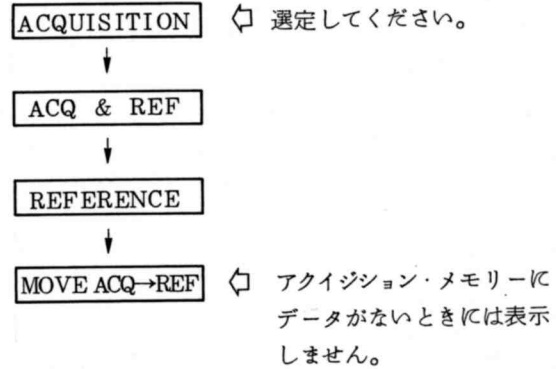 ACQUISITION ⇦ 選定してください。
↓
ACQ & REF
↓
REFERENCE
↓
MOVE ACQ→REF ⇦ アクイジション・メモリーに
データがないときには表示
しません。